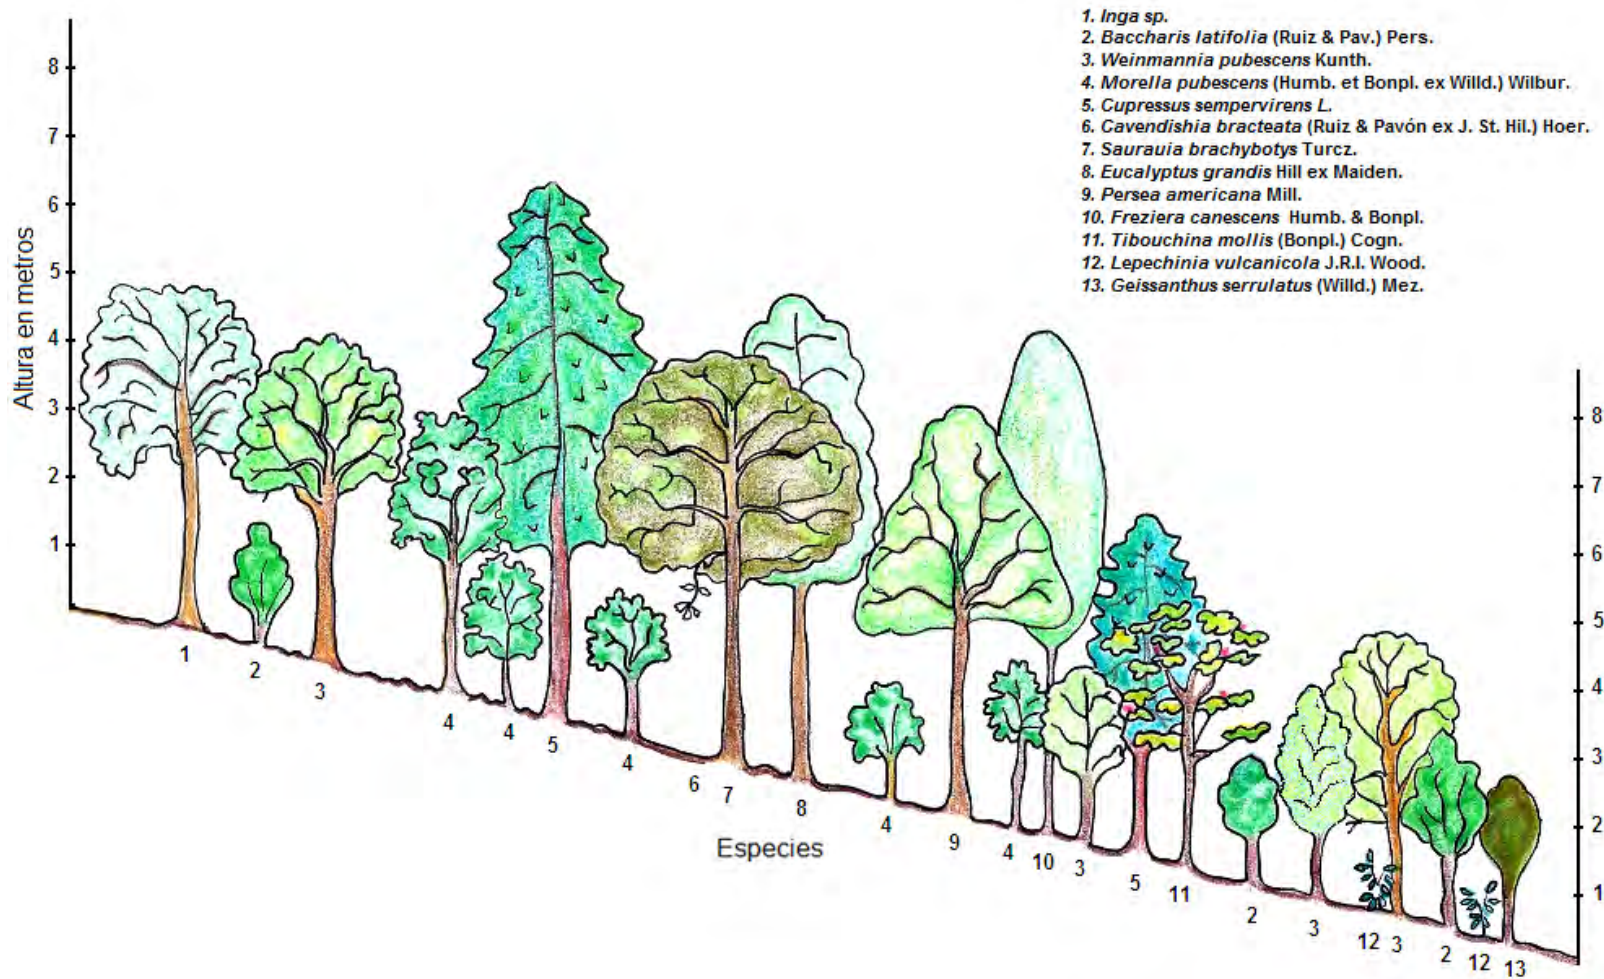 1. Inga sp.
2. Baccharis latifolia (Ruiz & Pav.) Pers.
3. Weinmannia pubescens Kunth.
4. Morella pubescens (Humb. et Bonpl. ex Willd.) Wilbur.
5. Cupressus sempervirens L.
6. Cavendishia bracteata (Ruiz & Pavón ex J. St. Hil.) Hoer.
7. Saurauia brachybotys Turcz.
8. Eucalyptus grandis Hill ex Maiden.
9. Persea americana Mill.
10. Freziera canescens Humb. & Bonpl.
11. Tibouchina mollis (Bonpl.) Cogn.
12. Lepechinia vulcanicola J.R.I. Wood.
13. Geissanthus serrulatus (Willd.) Mez.
Altura en metros
8
7
6
5
4
3
2
1
8
7
6
5
4
3
2
1
1
2
3
4
4
5
4
6
7
8
4
9
4
10
3
5
11
2
3
12
3
2
12
13
Especies